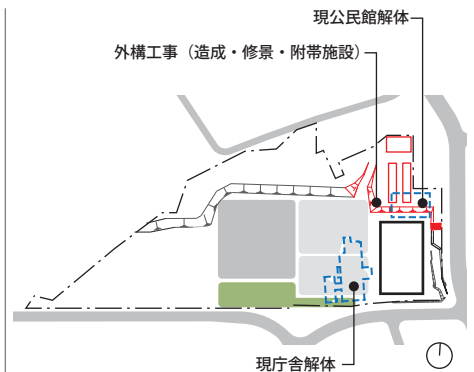 現公民館解体
外構工事（造成・修景・附帯施設）
現庁舎解体